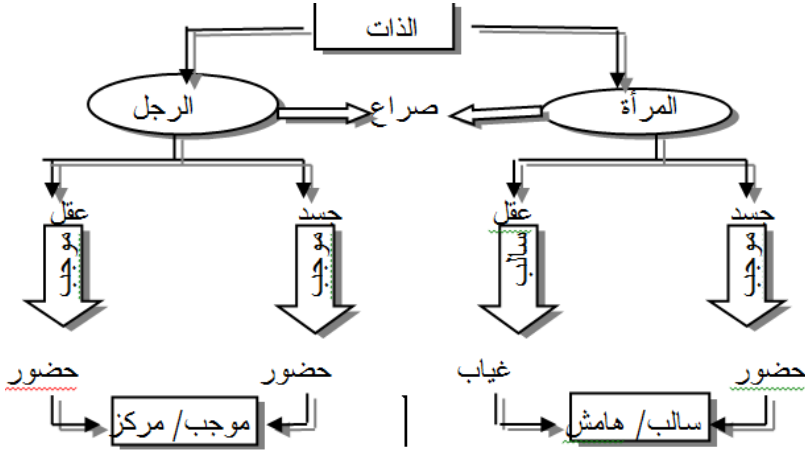 الذات
المرأة صراع الرجل
جسد عقل جسد عقل
موجب سالب موجب موجب
حضور غياب حضور حضور
سالب/ هامش موجب/ مركز